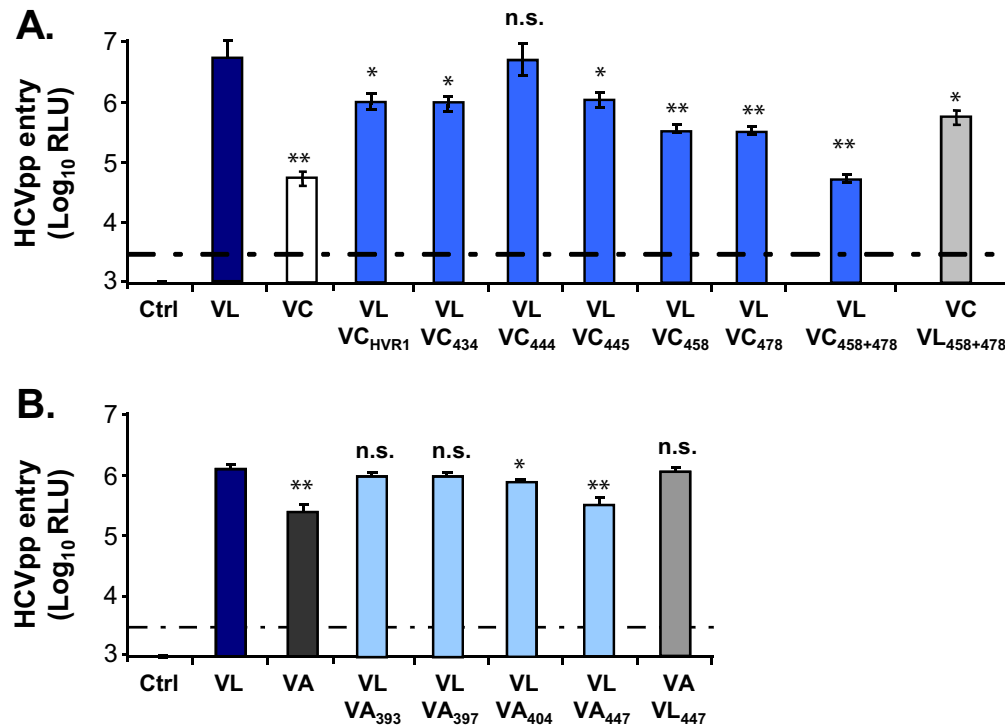 A.
n.s.
7
6
5
4
3
HCVpp entry
(Log10 RLU)
** * * * ** ** ** *
Ctrl VL VC VL VL VL VL VL VL VL VC
VCHVR1 VC434 VC444 VC445 VC458 VC478 VC458+478 VL458+478
B.
7
6
5
4
3
HCVpp entry
(Log10 RLU)
** n.s. n.s. * ** n.s.
Ctrl VL VA VL VL VL VL VA
VA393 VA397 VA404 VA447 VL447